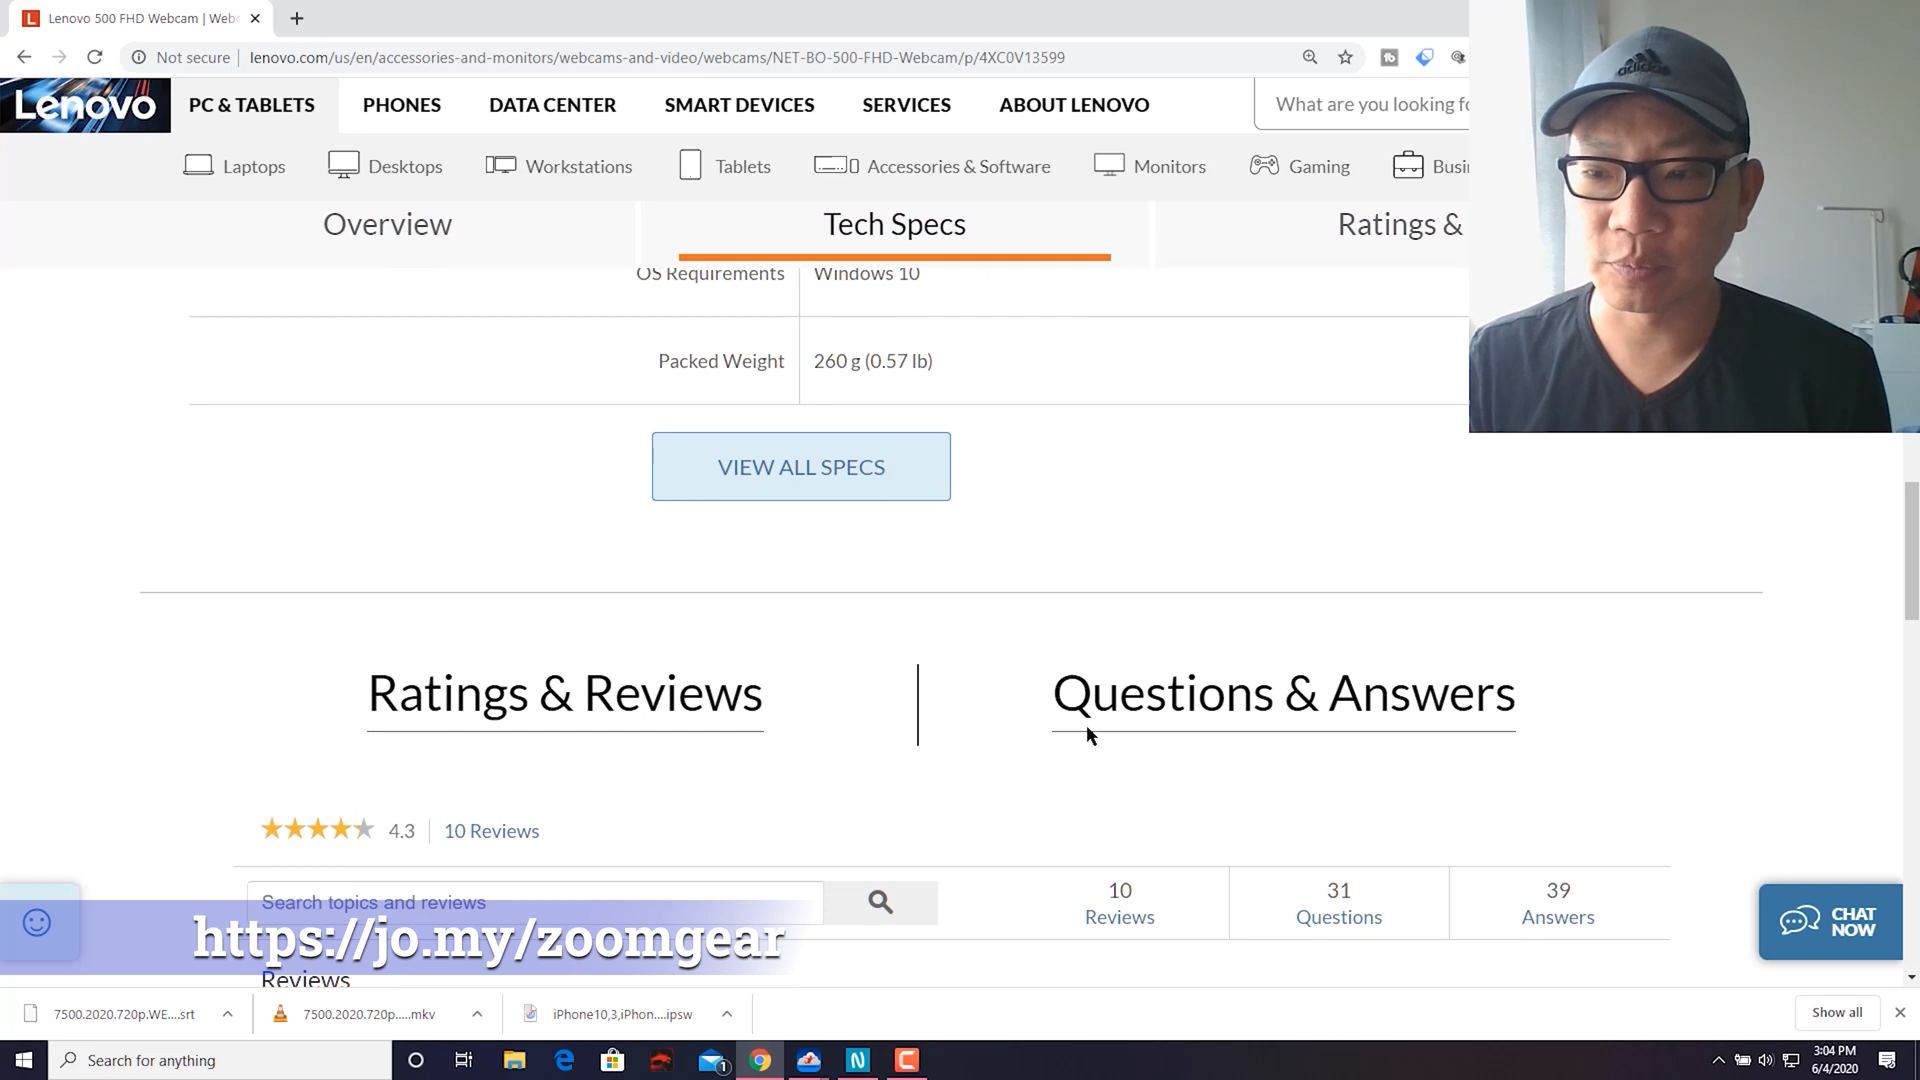 Lenovo 500 FHD Webcam | Web
Not secure
lenovo.com/us/en/accessories-and-monitors/webcams-and-video/webcams/NET-BO-500-FHD-Webcam/p/4XC0V13599
Lenovo
PC & TABLETS
PHONES
DATA CENTER
SMART DEVICES
SERVICES
ABOUT LENOVO
What are you looking fo
adidas
Laptops
Desktops
Workstations
Tablets
Accessories & Software
Monitors
Gaming
Busi
Overview
Tech Specs
Ratings &
OS Requirements
Windows 10
Packed Weight
260 g (0.57 lb)
VIEW ALL SPECS
Ratings & Reviews
Questions & Answers
4.3
10 Reviews
Search topics and reviews
10
Reviews
31
Questions
39
Answers
CHAT
NOW
https://jo.my/zoomgear
Reviews
7500.2020.720p.WE....srt
7500.2020.720p.....mkv
iPhone10,3,iPhon....ipsw
Show all
Search for anything
1
N
3:04 PM
6/4/2020